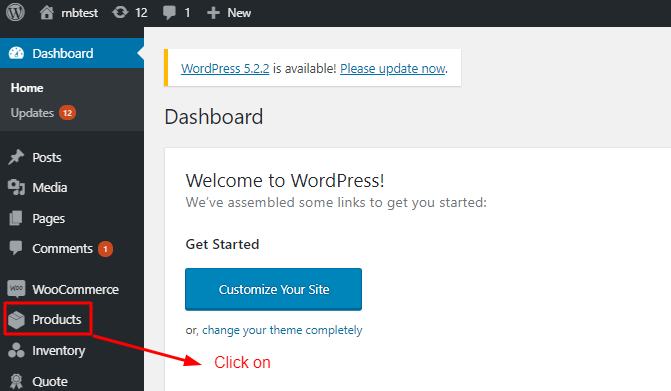 mbtest 12 1 + New
Dashboard
Home
Updates 12
Posts
Media
Pages
Comments 1
WOO WooCommerce
Products
Inventory
Quote
WordPress 5.2.2 is available! Please update now.
Dashboard
Welcome to WordPress!
We've assembled some links to get you started:
Get Started
Customize Your Site
or, change your theme completely
Click on